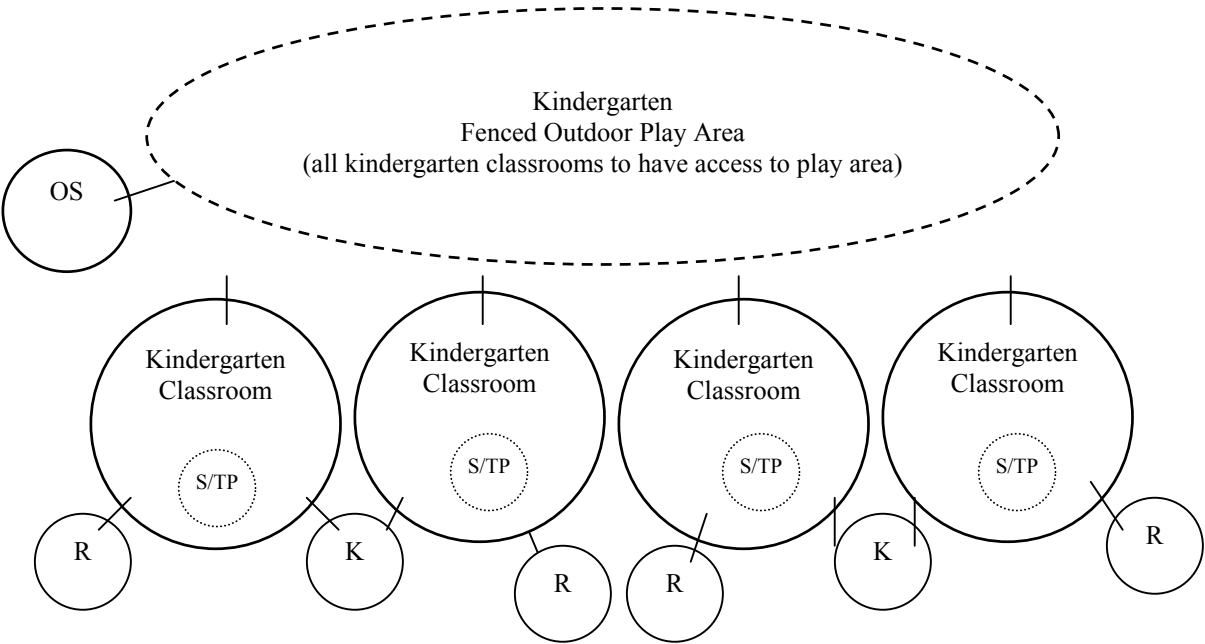 Kindergarten
Fenced Outdoor Play Area
(all kindergarten classrooms to have access to play area)
OS
Kindergarten
Classroom
Kindergarten
Classroom
Kindergarten
Classroom
Kindergarten
Classroom
S/TP
S/TP
S/TP
S/TP
R
K
R
R
K
R